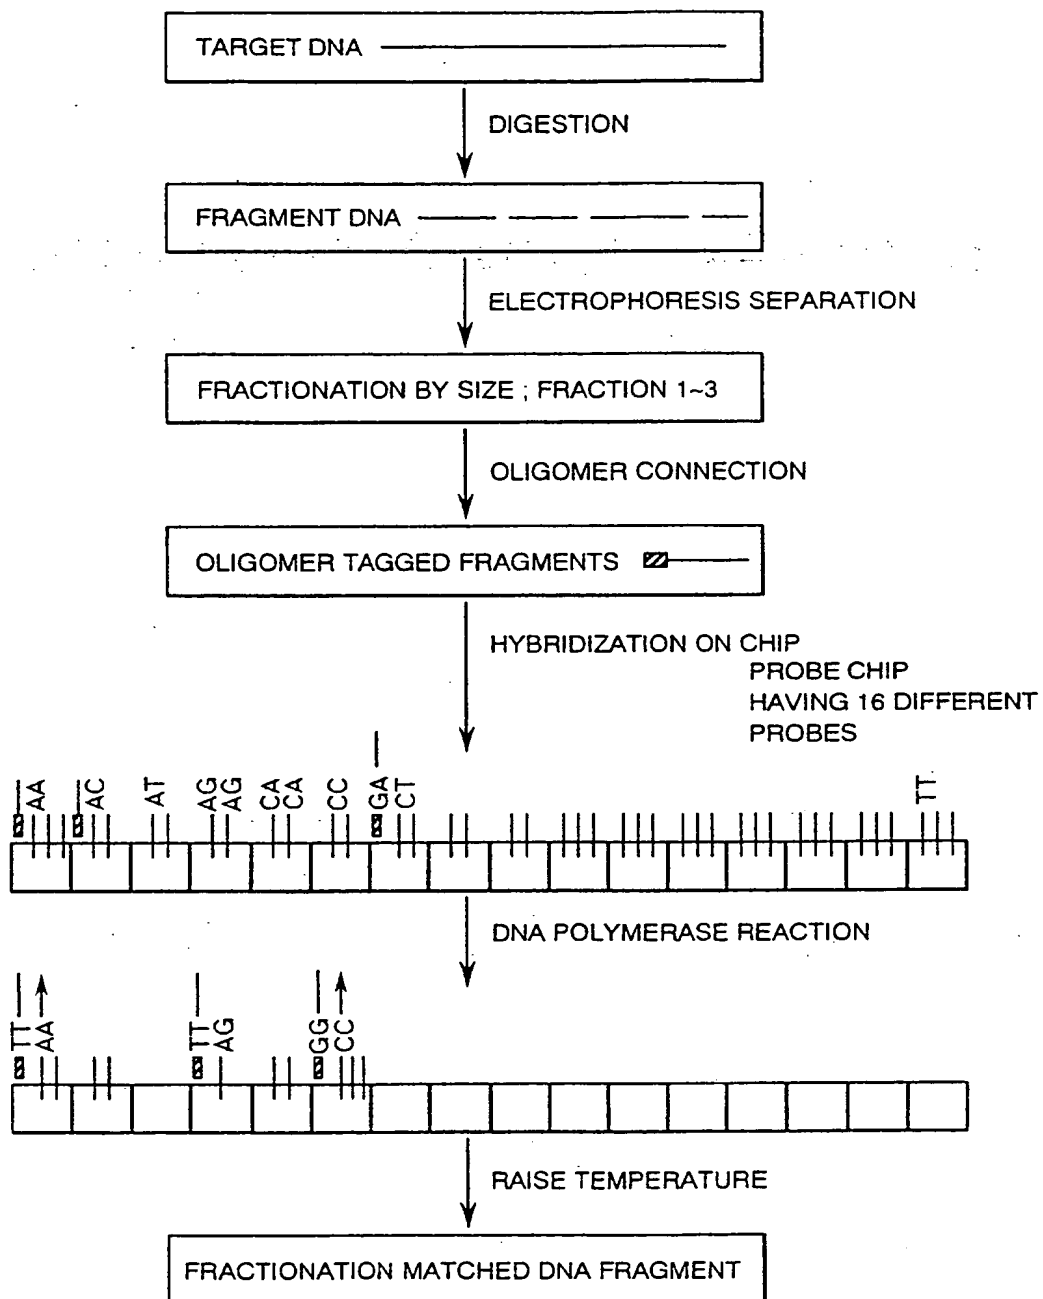 TARGET DNA
DIGESTION
FRAGMENT DNA
ELECTROPHORESIS SEPARATION
FRACTIONATION BY SIZE ; FRACTION 1~3
OLIGOMER CONNECTION
OLIGOMER TAGGED FRAGMENTS
HYBRIDIZATION ON CHIP
PROBE CHIP
HAVING 16 DIFFERENT
PROBES
AA AC AT AG AG CA CA CC GA CT TT
DNA POLYMERASE REACTION
TT AA TT AG GG CC
RAISE TEMPERATURE
FRACTIONATION MATCHED DNA FRAGMENT